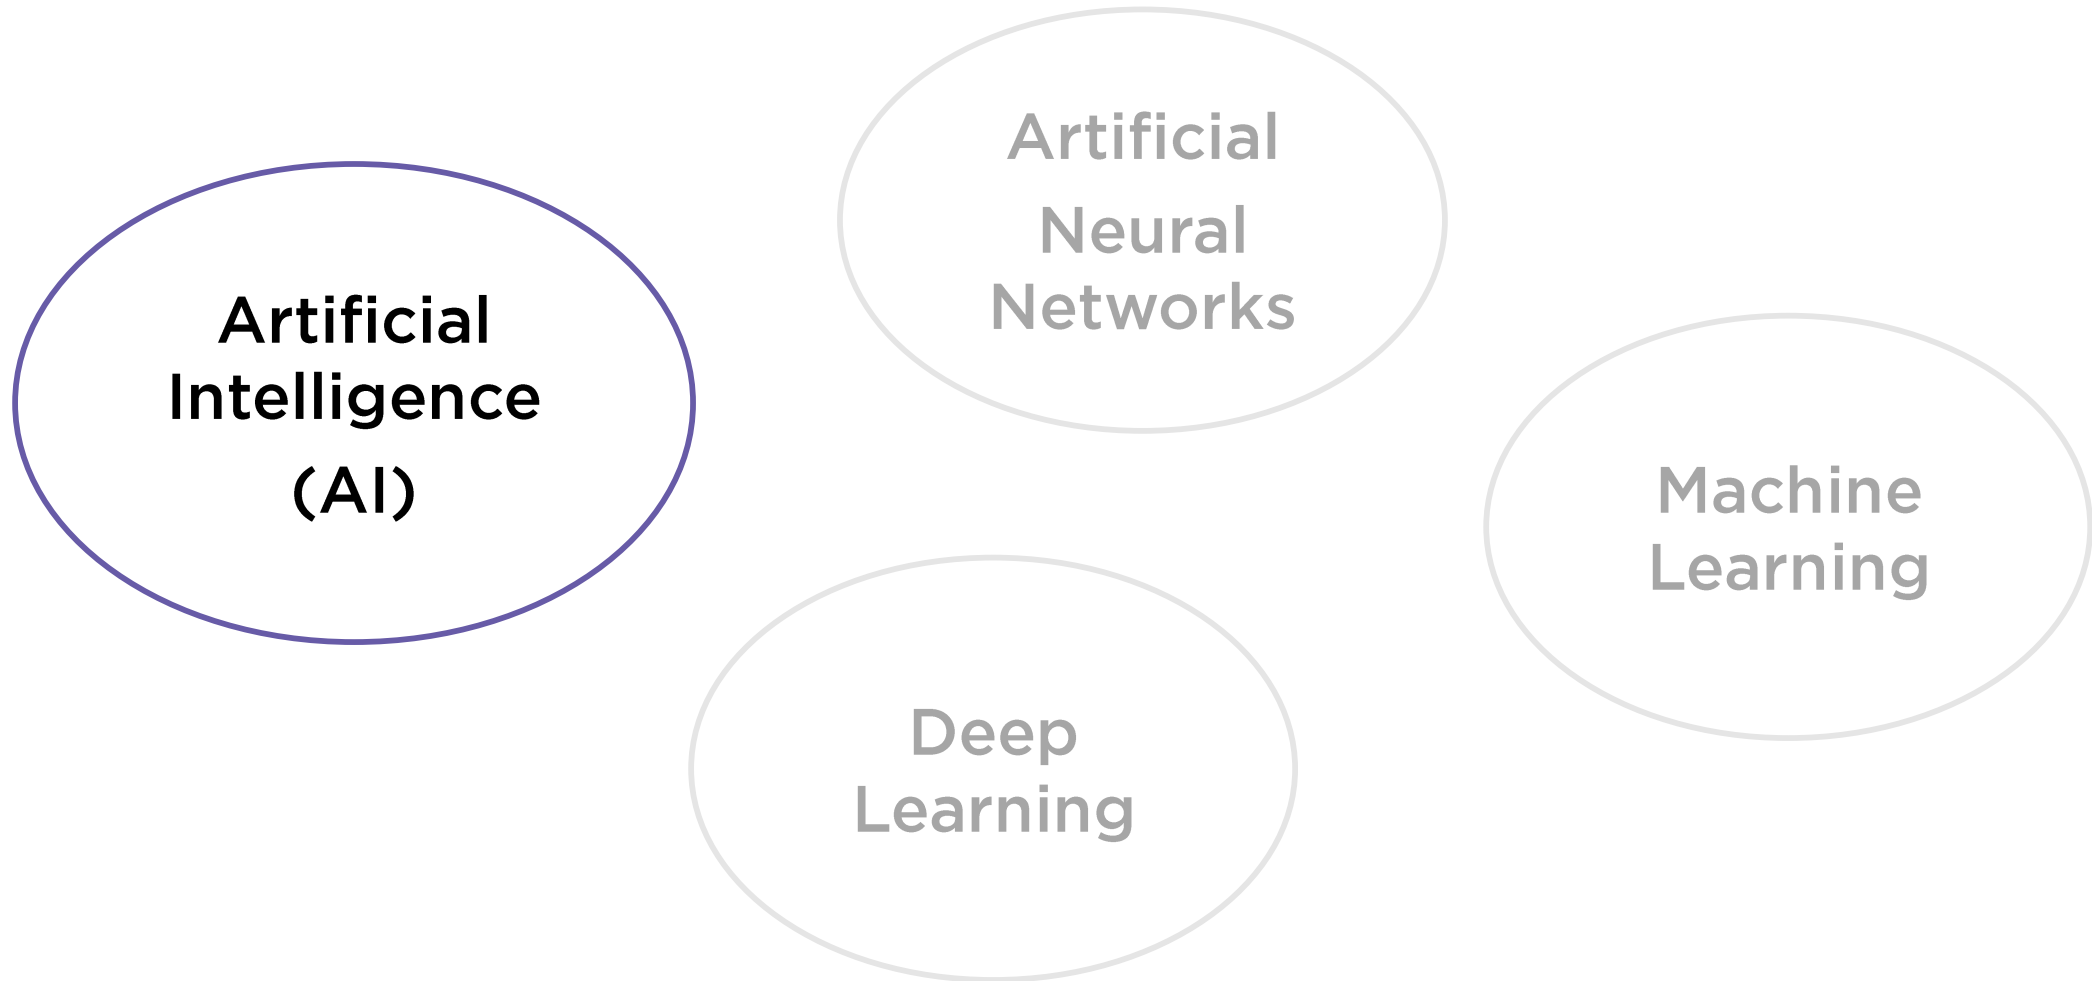 Artificial
Intelligence
(AI)
Artificial
Neural
Networks
Machine
Learning
Deep
Learning